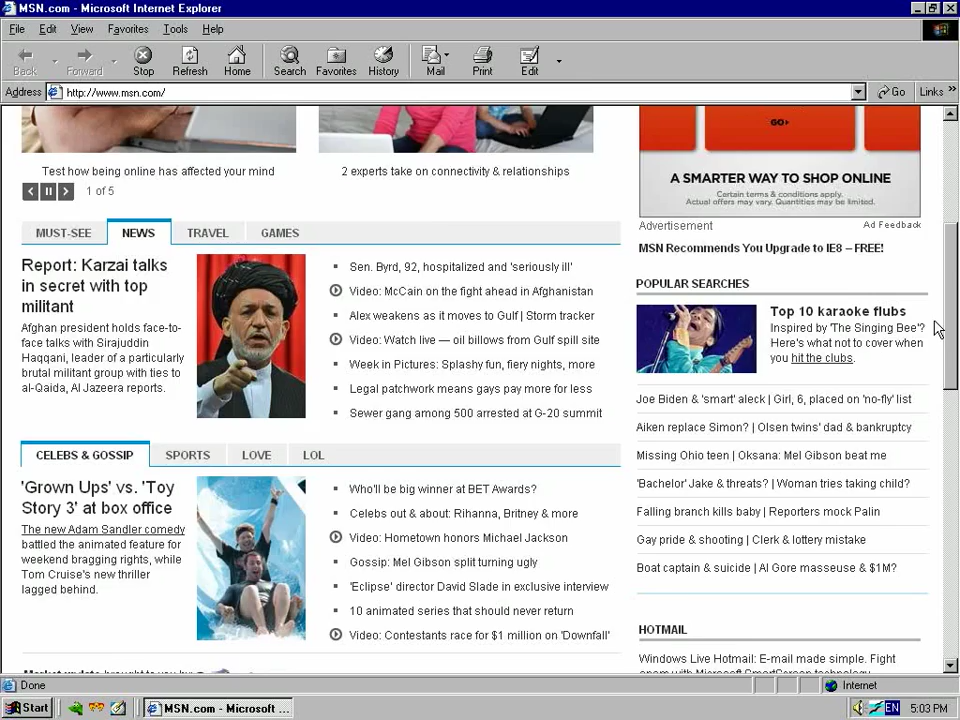 MSN.com - Microsoft Internet Explorer
File Edit View Favorites Tools Help
Back Forward Stop Refresh Home Search Favorites History Mail Print Edit
Address http://www.msn.com/ Go Links »
GO
Test how being online has affected your mind
2 experts take on connectivity & relationships
1 of 5
A SMARTER WAY TO SHOP ONLINE
Certain terms & conditions apply.
Actual offers may vary. Quantities may be limited.
Advertisement Ad Feedback
MSN Recommends You Upgrade to IE8 – FREE!
MUST-SEE NEWS TRAVEL GAMES
Report: Karzai talks
in secret with top
militant
Afghan president holds face-to-
face talks with Sirajuddin
Haqqani, leader of a particularly
brutal militant group with ties to
al-Qaida, Al Jazeera reports.
Sen. Byrd, 92, hospitalized and 'seriously ill'
Video: McCain on the fight ahead in Afghanistan
Alex weakens as it moves to Gulf | Storm tracker
Video: Watch live — oil billows from Gulf spill site
Week in Pictures: Splashy fun, fiery nights, more
Legal patchwork means gays pay more for less
Sewer gang among 500 arrested at G-20 summit
CELEBS & GOSSIP SPORTS LOVE LOL
'Grown Ups' vs. 'Toy
Story 3' at box office
The new Adam Sandler comedy
battled the animated feature for
weekend bragging rights, while
Tom Cruise's new thriller
lagged behind.
Who'll be big winner at BET Awards?
Celebs out & about: Rihanna, Britney & more
Video: Hometown honors Michael Jackson
Gossip: Mel Gibson split turning ugly
'Eclipse' director David Slade in exclusive interview
10 animated series that should never return
Video: Contestants race for $1 million on 'Downfall'
Market update brought to you by
POPULAR SEARCHES
Top 10 karaoke flubs
Inspired by 'The Singing Bee'?
Here's what not to cover when
you hit the clubs.
Joe Biden & 'smart' aleck | Girl, 6, placed on 'no-fly' list
Aiken replace Simon? | Olsen twins' dad & bankruptcy
Missing Ohio teen | Oksana: Mel Gibson beat me
'Bachelor' Jake & threats? | Woman tries taking child?
Falling branch kills baby | Reporters mock Palin
Gay pride & shooting | Clerk & lottery mistake
Boat captain & suicide | Al Gore masseuse & $1M?
HOTMAIL
Windows Live Hotmail: E-mail made simple. Fight
spam with Microsoft SmartScreen technology
Done Internet
Start MSN.com - Microsoft ... EN 5:03 PM